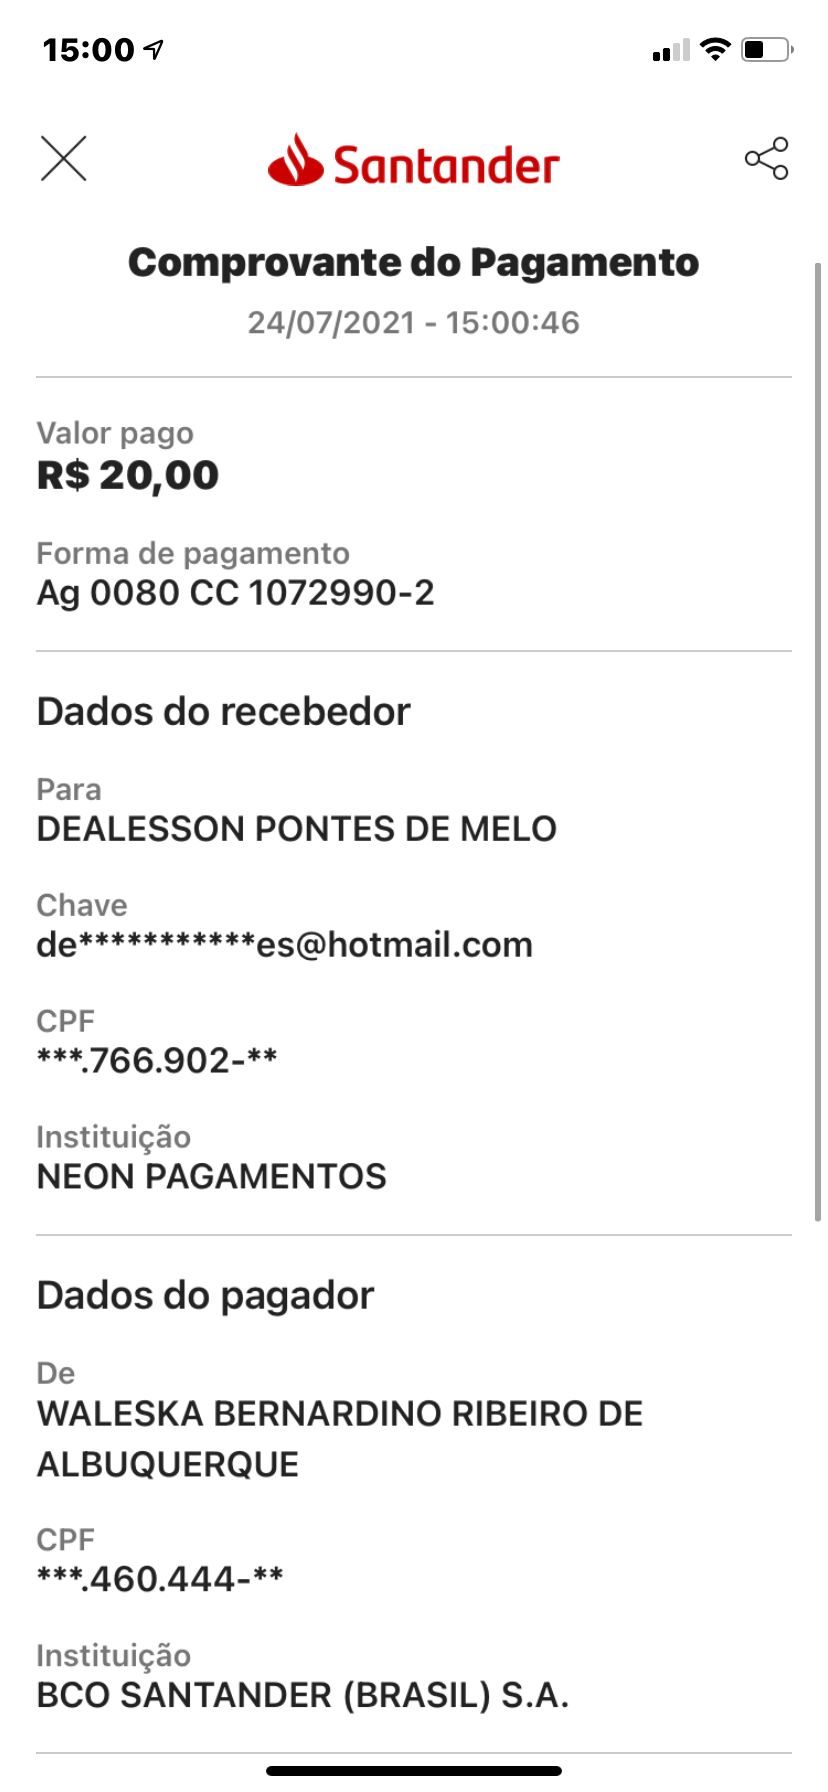 15:00
Santander
Comprovante do Pagamento
24/07/2021 - 15:00:46
Valor pago
R$ 20,00
Forma de pagamento
Ag 0080 CC 1072990-2
Dados do recebedor
Para
DEALESSON PONTES DE MELO
Chave
de***********es@hotmail.com
CPF
***.766.902-**
Instituição
NEON PAGAMENTOS
Dados do pagador
De
WALESKA BERNARDINO RIBEIRO DE
ALBUQUERQUE
CPF
***.460.444-**
Instituição
BCO SANTANDER (BRASIL) S.A.